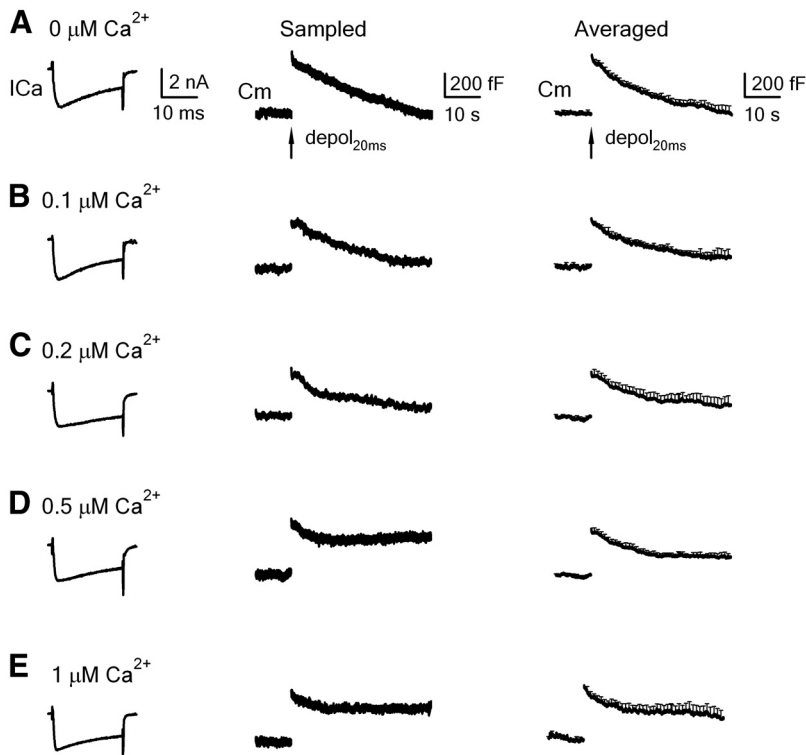 A 0 μM Ca²⁺ Sampled Averaged
ICa 2 nA 10 ms Cm 200 fF 10 s Cm 200 fF 10 s
depol20ms depol20ms
B 0.1 μM Ca²⁺
C 0.2 μM Ca²⁺
D 0.5 μM Ca²⁺
E 1 μM Ca²⁺